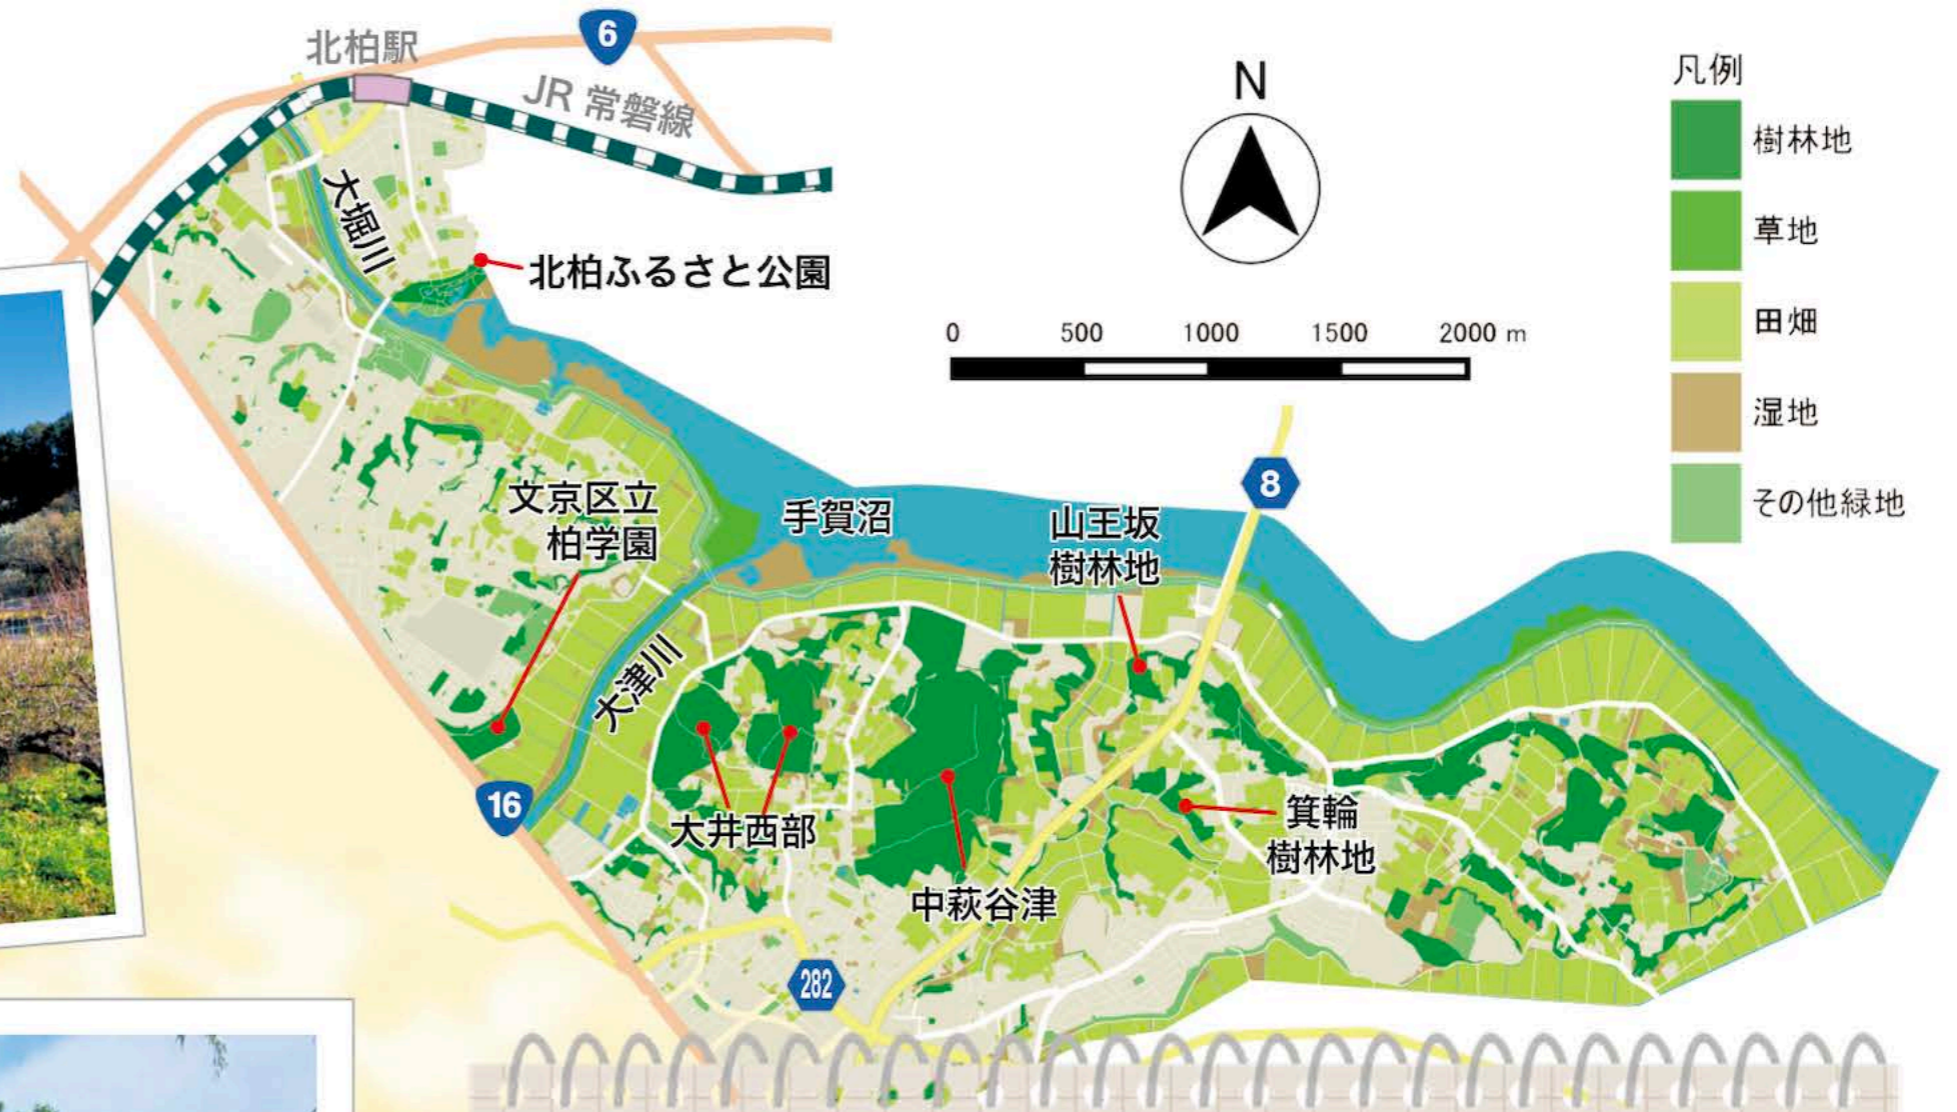 北柏駅
6
JR 常磐線
大堀川
北柏ふるさと公園
N
0 500 1000 1500 2000 m
凡例
樹林地
草地
田畑
湿地
その他緑地
文京区立
柏学園
手賀沼
山王坂
樹林地
8
大津川
16
大井西部
中萩谷津
箕輪
樹林地
282